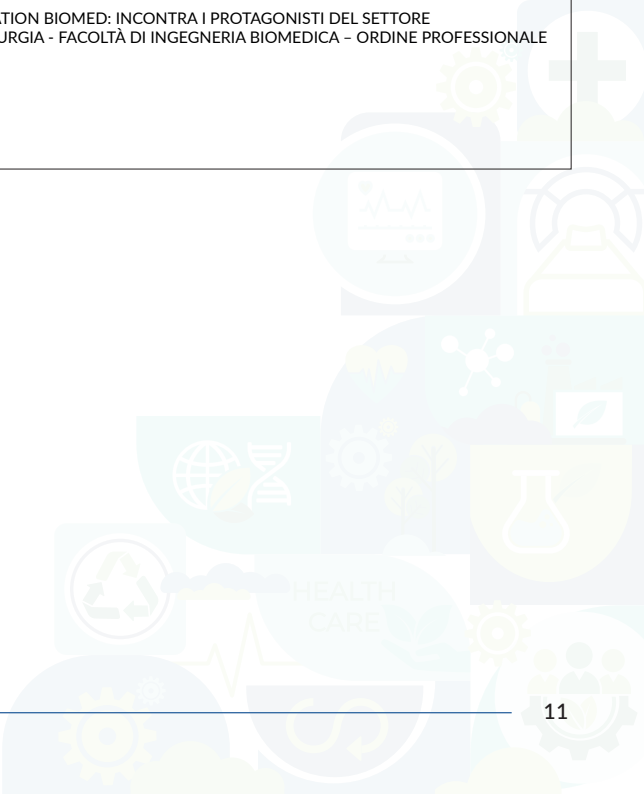 ATION BIOMED: INCONTRA I PROTAGONISTI DEL SETTORE
URGIA - FACOLTÀ DI INGEGNERIA BIOMEDICA – ORDINE PROFESSIONALE
HEALTH
CARE
11